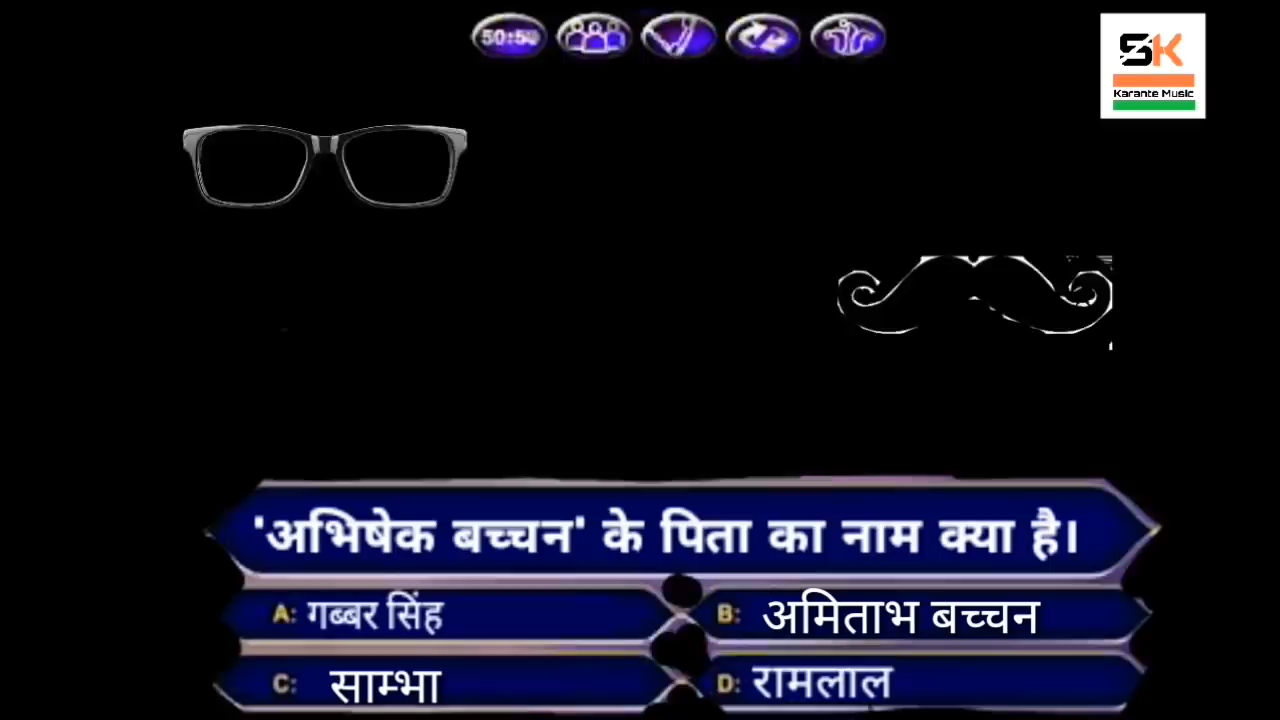 50:50
SK
Karante Music
'अभिषेक बच्चन' के पिता का नाम क्या है।
A: गब्बर सिंह
B: अमिताभ बच्चन
C: साम्भा
D: रामलाल